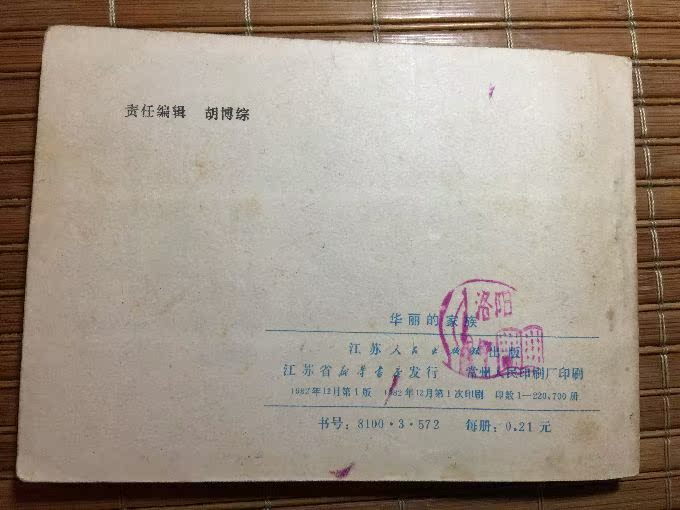 责任编辑 胡博综
华丽的家族
江苏人民出版社出版
江苏省新华书店发行 常州人民印刷厂印刷
1982年12月第1版 1982年12月第1次印刷 印数1—220,700册
书号:8100·3·572 每册:0.21元
洛阳